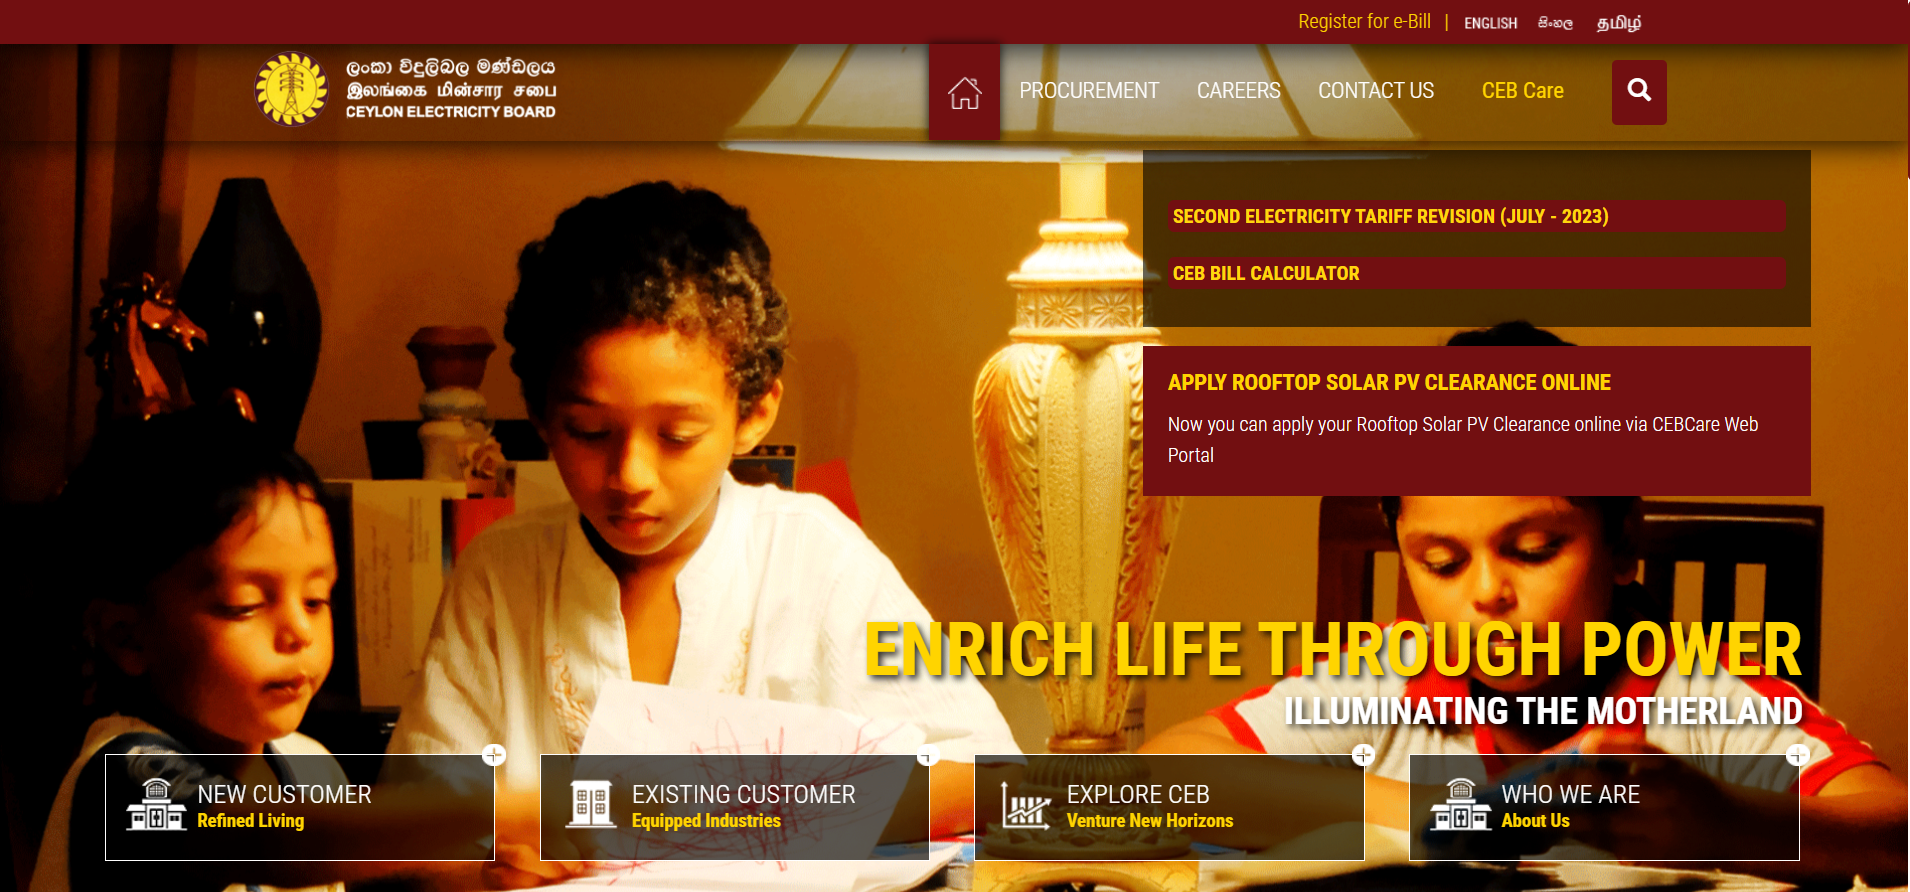 Register for e-Bill | ENGLISH සිංහල தமிழ்
ලංකා විදුලිබල මණ්ඩලය
இலங்கை மின்சார சபை
CEYLON ELECTRICITY BOARD
PROCUREMENT CAREERS CONTACT US CEB Care
SECOND ELECTRICITY TARIFF REVISION (JULY - 2023)
CEB BILL CALCULATOR
APPLY ROOFTOP SOLAR PV CLEARANCE ONLINE
Now you can apply your Rooftop Solar PV Clearance online via CEBCare Web
Portal
ENRICH LIFE THROUGH POWER
ILLUMINATING THE MOTHERLAND
NEW CUSTOMER
Refined Living
EXISTING CUSTOMER
Equipped Industries
EXPLORE CEB
Venture New Horizons
WHO WE ARE
About Us